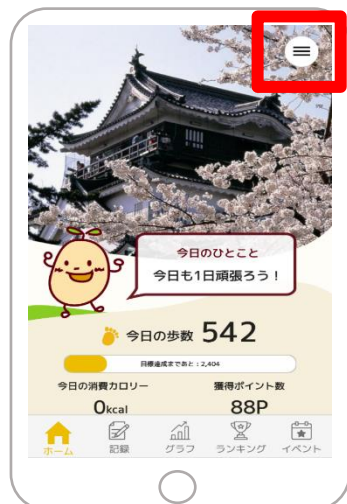 今日のひとこと
今日も1日頑張ろう！
今日の歩数 542
目標達成まであと：2,404
今日の消費カロリー 獲得ポイント数
0kcal 88P
ホーム 記録 グラフ ランキング イベント